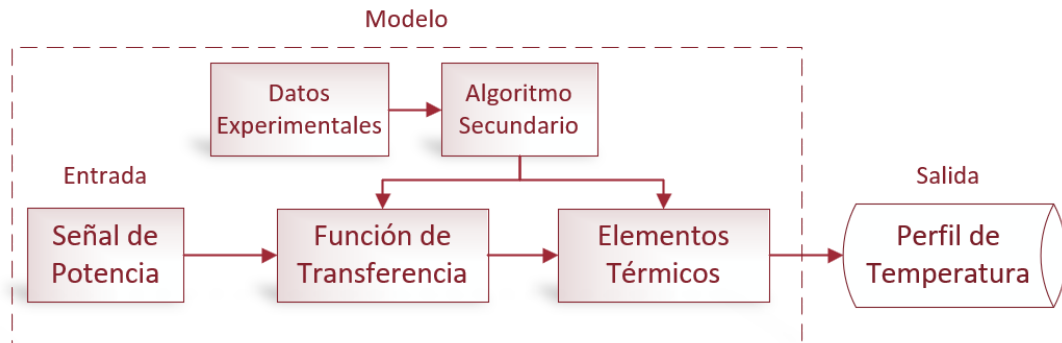 Modelo
Datos
Experimentales
Algoritmo
Secundario
Entrada
Salida
Señal de
Potencia
Función de
Transferencia
Elementos
Térmicos
Perfil de
Temperatura